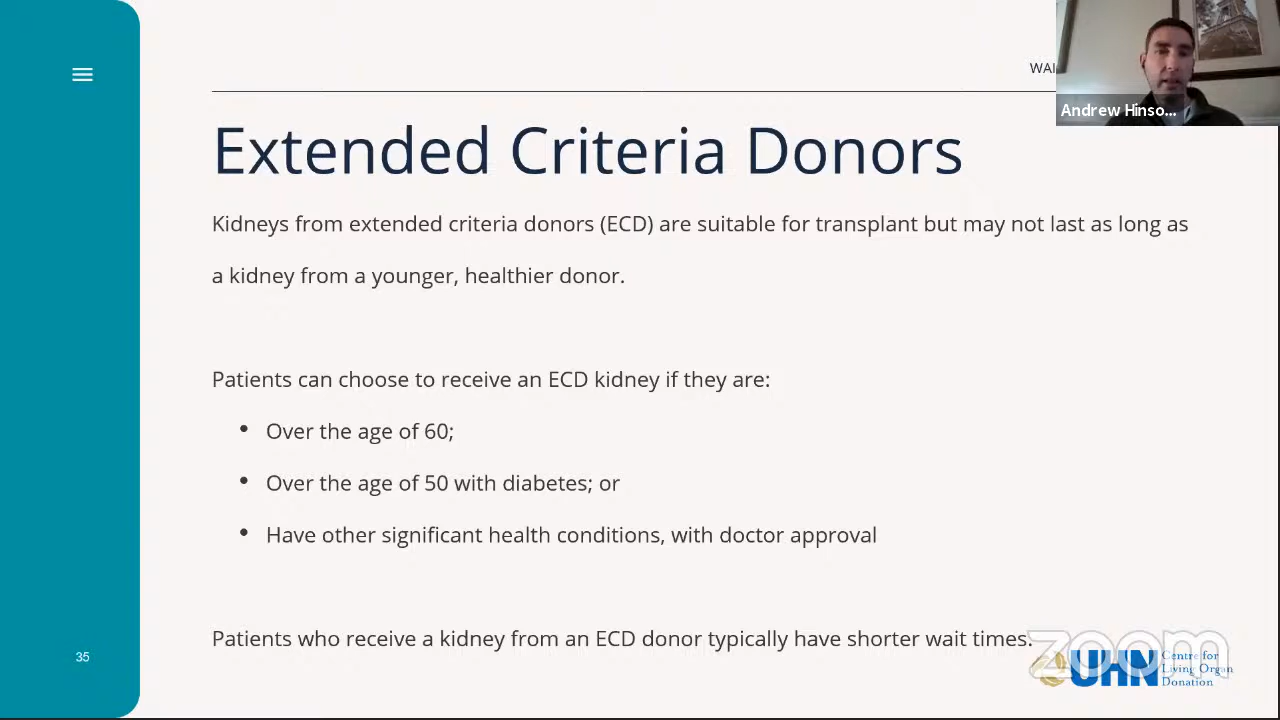 WAI
Andrew Hinso...
Extended Criteria Donors
Kidneys from extended criteria donors (ECD) are suitable for transplant but may not last as long as
a kidney from a younger, healthier donor.
Patients can choose to receive an ECD kidney if they are:
• Over the age of 60;
• Over the age of 50 with diabetes; or
• Have other significant health conditions, with doctor approval
Patients who receive a kidney from an ECD donor typically have shorter wait times.
35
zoom
UHN
Centre for
Living Organ
Donation